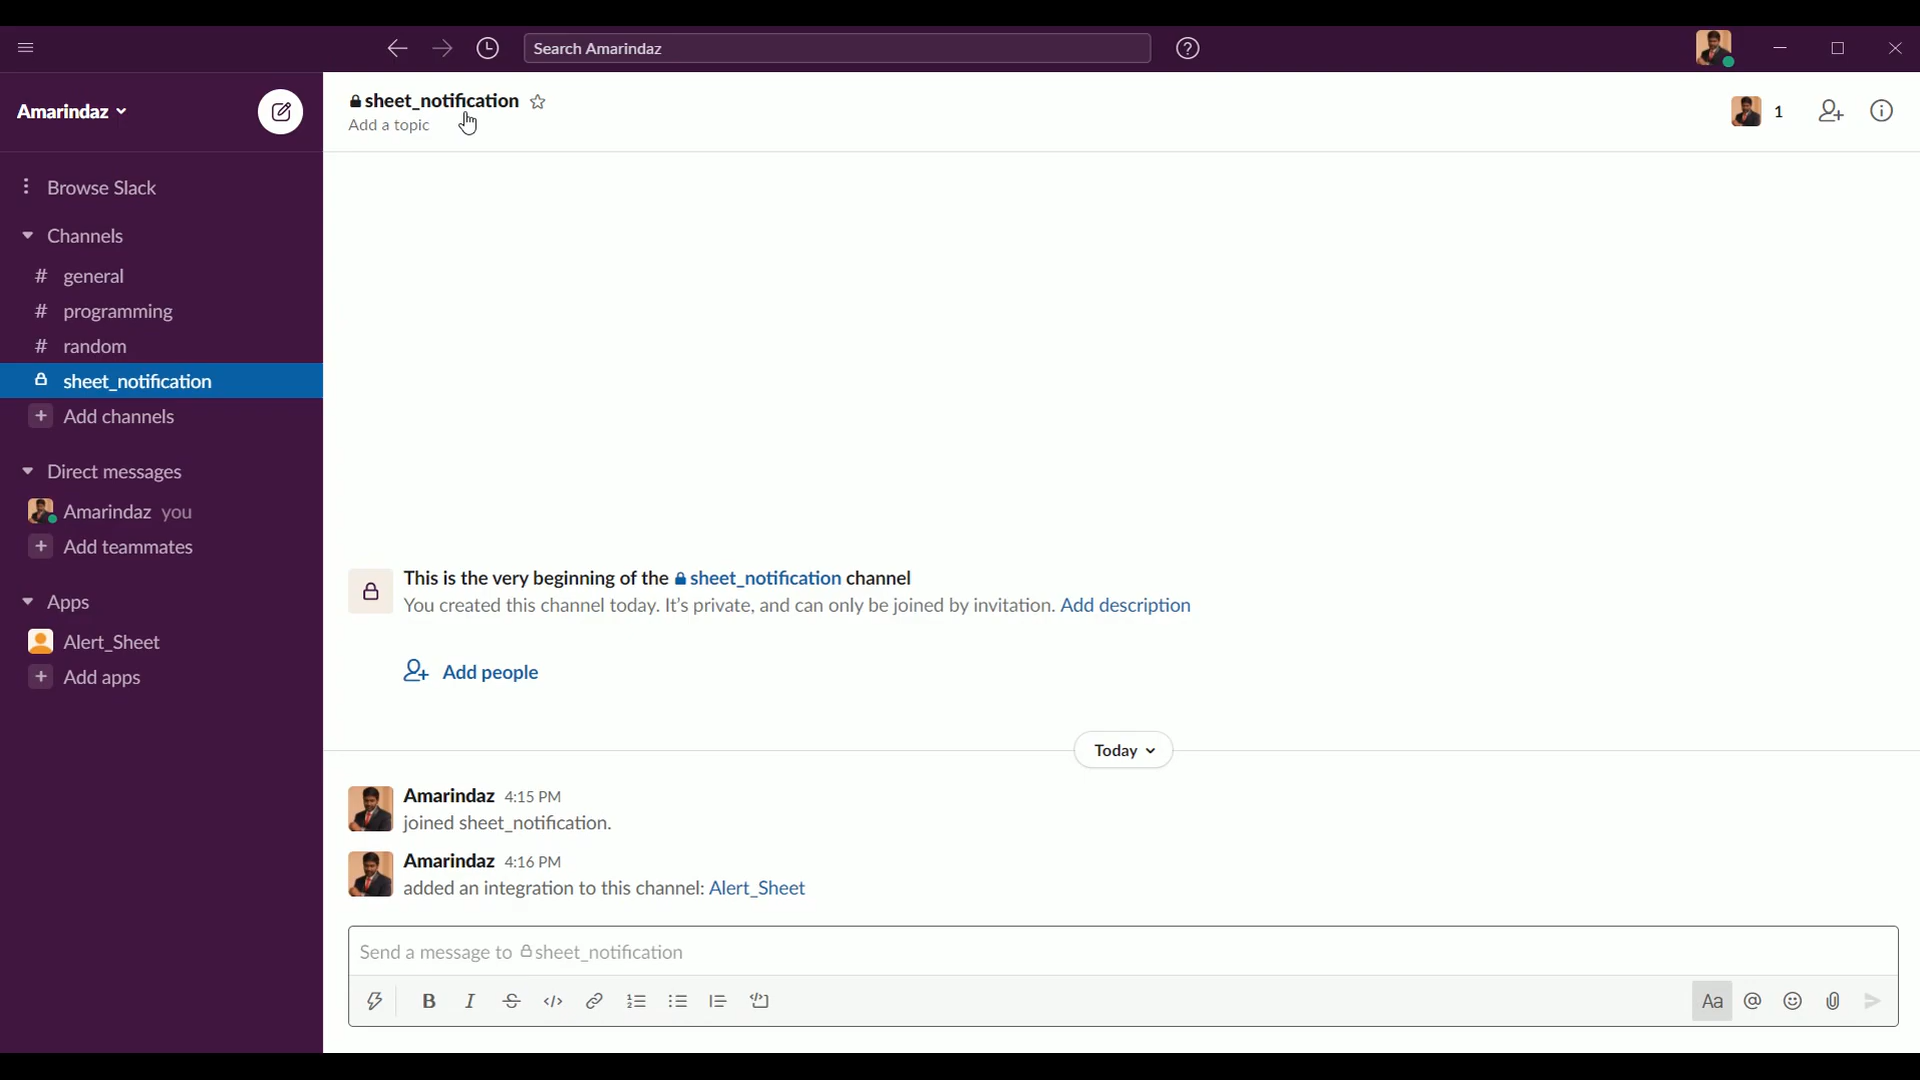 Search Amarindaz
Amarindaz
Browse Slack
Channels
# general
# programming
# random
sheet_notification
+ Add channels
Direct messages
Amarindaz you
+ Add teammates
Apps
Alert_Sheet
+ Add apps
sheet_notification
Add a topic
1
This is the very beginning of the sheet_notification channel
You created this channel today. It's private, and can only be joined by invitation. Add description
Add people
Today
Amarindaz 4:15 PM
joined sheet_notification.
Amarindaz 4:16 PM
added an integration to this channel: Alert_Sheet
Send a message to sheet_notification
B I S Aa @